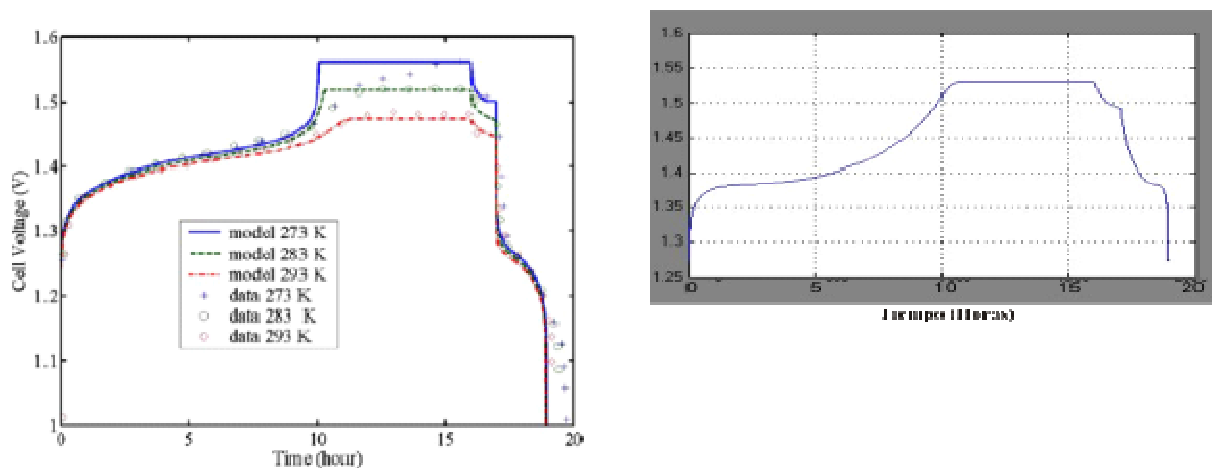 1.6
1.5
1.4
1.3
1.2
1.1
1
Cell Voltage (V)
model 273 K
model 283 K
model 293 K
data 273 K
data 283 K
data 293 K
0
5
10
15
20
Time (hour)
1.6
1.55
1.5
1.45
1.4
1.35
1.3
1.25
0
5
10
15
20
Tiempo (Horas)